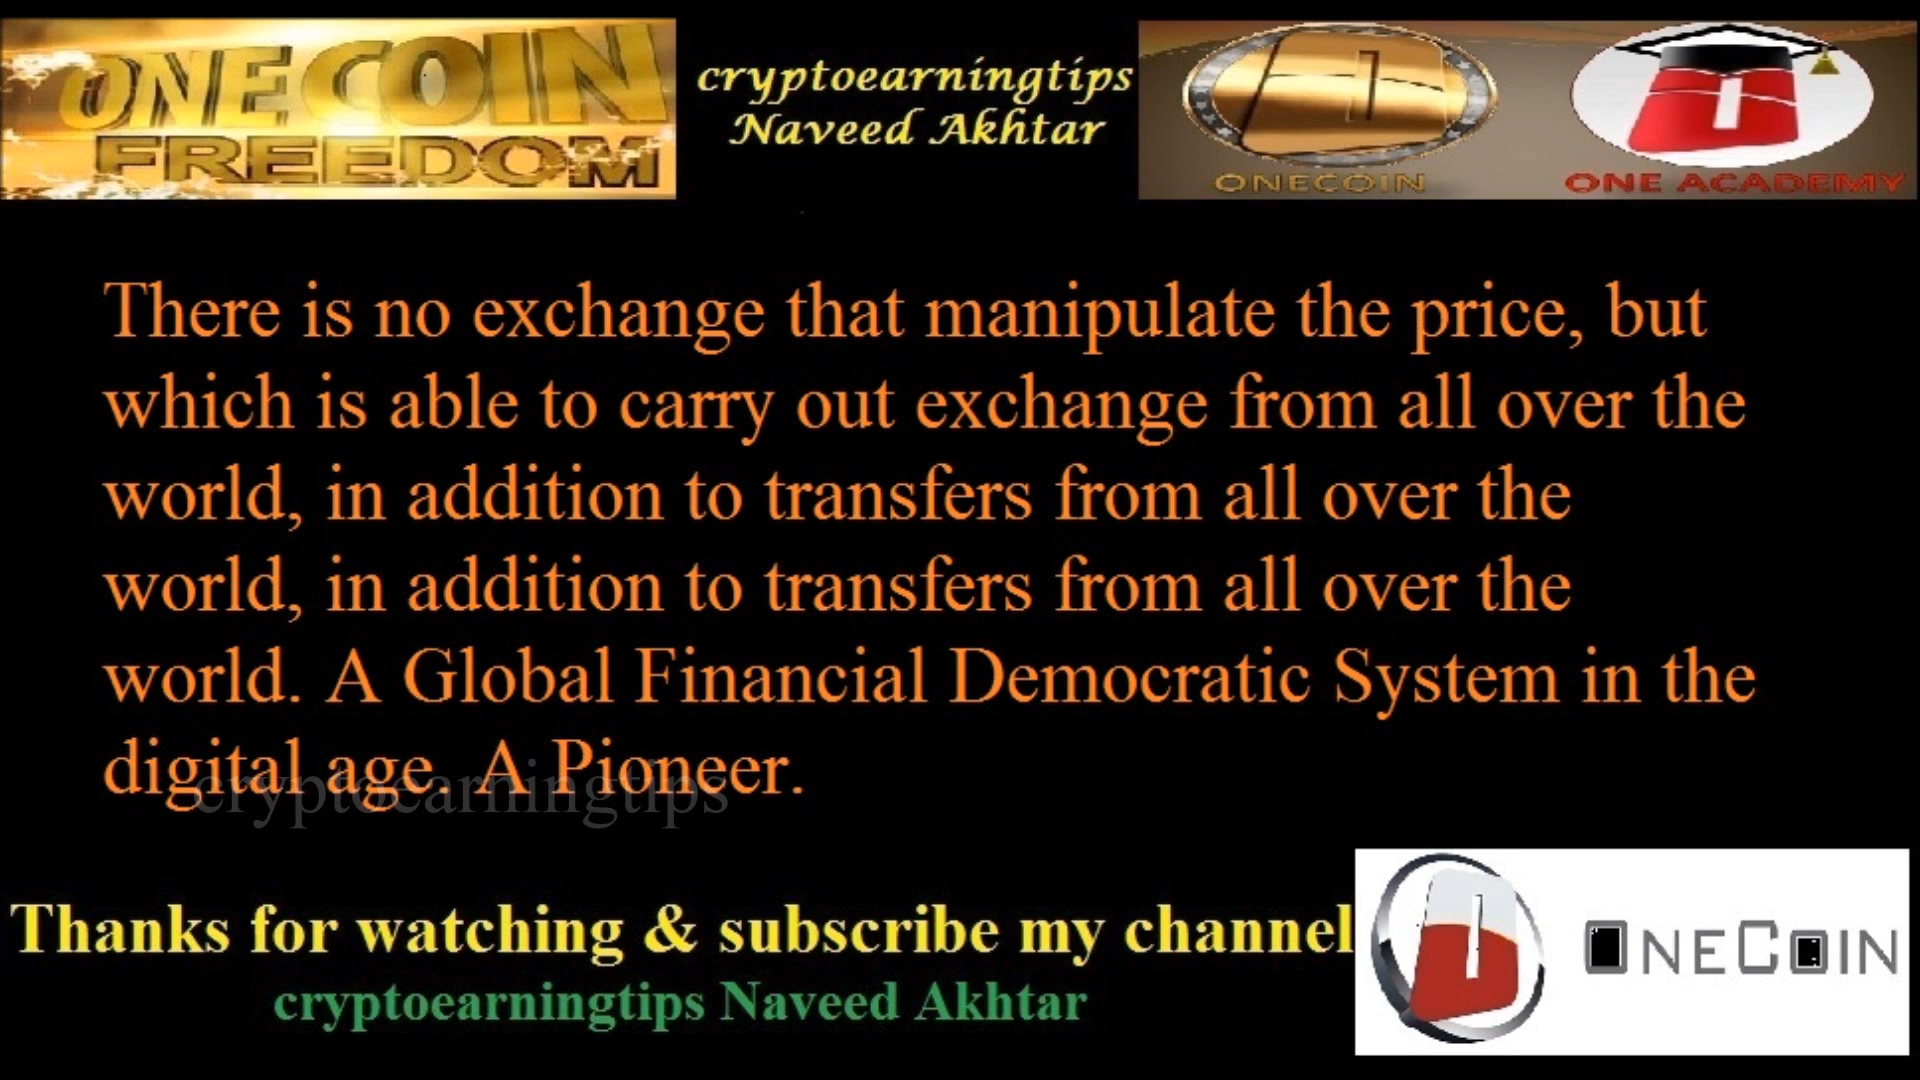 ONE COIN
FREEDOM
cryptoearningtips
Naveed Akhtar
ONECOIN
ONE ACADEMY
There is no exchange that manipulate the price, but
which is able to carry out exchange from all over the
world, in addition to transfers from all over the
world, in addition to transfers from all over the
world. A Global Financial Democratic System in the
digital age. A Pioneer.
cryptoearningtips
Thanks for watching & subscribe my channel
cryptoearningtips Naveed Akhtar
ONECOIN